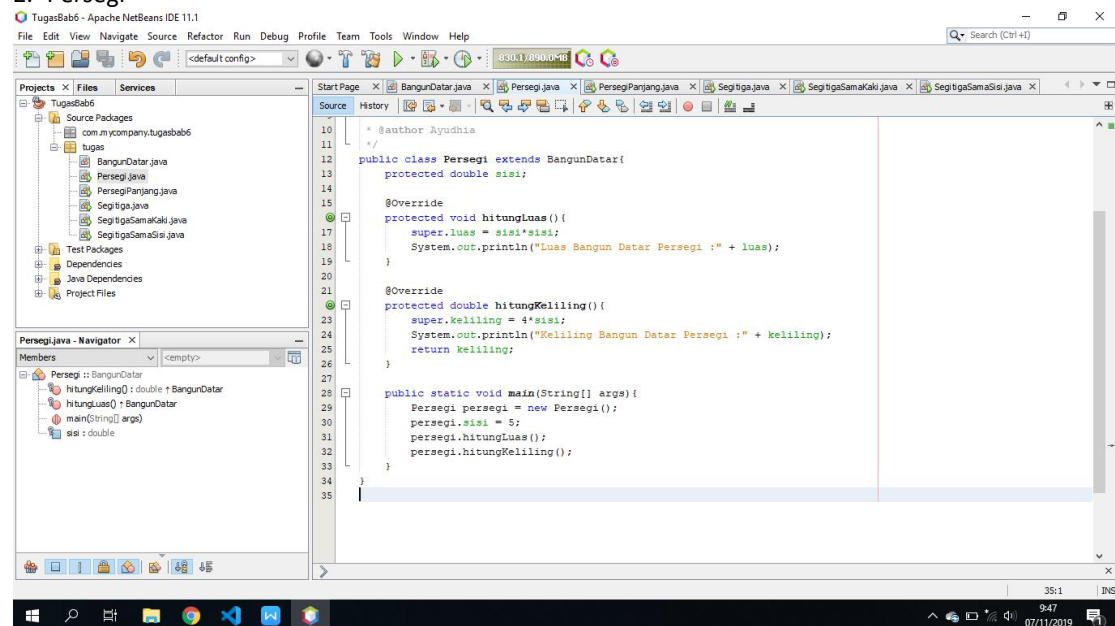 2. Persegi
TugasBab6 - Apache NetBeans IDE 11.1
File Edit View Navigate Source Refactor Run Debug Profile Team Tools Window Help
Search (Ctrl+I)
<default config>
830.1/890.0MB
Projects Files Services
TugasBab6
Source Packages
com.mycompany.tugasbab6
tugas
BangunDatar.java
Persegi.java
PersegiPanjang.java
Segitiga.java
SegitigaSamaKaki.java
SegitigaSamaSisi.java
Test Packages
Dependencies
Java Dependencies
Project Files
Persegi.java - Navigator
Members <empty>
Persegi :: BangunDatar
hitungKeliling() : double ↑ BangunDatar
hitungLuas() ↑ BangunDatar
main(String[] args)
sisi : double
Start Page BangunDatar.java Persegi.java PersegiPanjang.java Segitiga.java SegitigaSamaKaki.java SegitigaSamaSisi.java
Source History
10 * @author Ayudhia
11 */
12 public class Persegi extends BangunDatar{
13 protected double sisi;
14
15 @Override
protected void hitungLuas(){
17 super.luas = sisi*sisi;
18 System.out.println("Luas Bangun Datar Persegi :" + luas);
19 }
20
21 @Override
protected double hitungKeliling(){
23 super.keliling = 4*sisi;
24 System.out.println("Keliling Bangun Datar Persegi :" + keliling);
25 return keliling;
26 }
27
28 public static void main(String[] args){
29 Persegi persegi = new Persegi();
30 persegi.sisi = 5;
31 persegi.hitungLuas();
32 persegi.hitungKeliling();
33 }
34 }
35
35:1 INS
9:47
07/11/2019